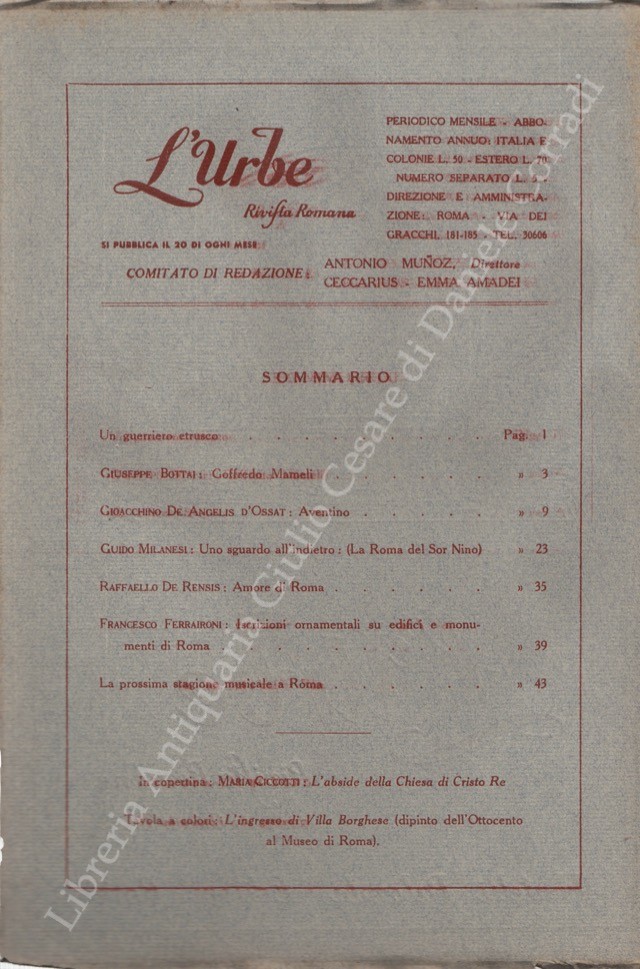 L'Urbe
Rivista Romana
SI PUBBLICA IL 20 DI OGNI MESE
PERIODICO MENSILE - ABBO-
NAMENTO ANNUO: ITALIA E
COLONIE L. 50 - ESTERO L. 70
NUMERO SEPARATO L. 5 -
DIREZIONE E AMMINISTRA-
ZIONE: ROMA - VIA DEI
GRACCHI, 181-185 - TEL. 30606
COMITATO DI REDAZIONE: ANTONIO MUÑOZ, Direttore
CECCARIUS - EMMA AMADEI
SOMMARIO
Un guerriero etrusco . . . . . . . . . Pag. 1
GIUSEPPE BOTTAI: Goffredo Mameli . . . . . . » 3
GIOACCHINO DE ANGELIS D'OSSAT: Aventino . . . . . » 9
GUIDO MILANESI: Uno sguardo all'indietro: (La Roma del Sor Nino) » 23
RAFFAELLO DE RENSIS: Amore di Roma . . . . . . » 35
FRANCESCO FERRAIRONI: Iscrizioni ornamentali su edifici e monu-
menti di Roma . . . . . . . . . . » 39
La prossima stagione musicale a Roma . . . . . . » 43
In copertina: MARIA CICCOTTI: L'abside della Chiesa di Cristo Re
Tavola a colori: L'ingresso di Villa Borghese (dipinto dell'Ottocento
al Museo di Roma).
Libreria Antiquaria Giulio Cesare di Daniele Corradi